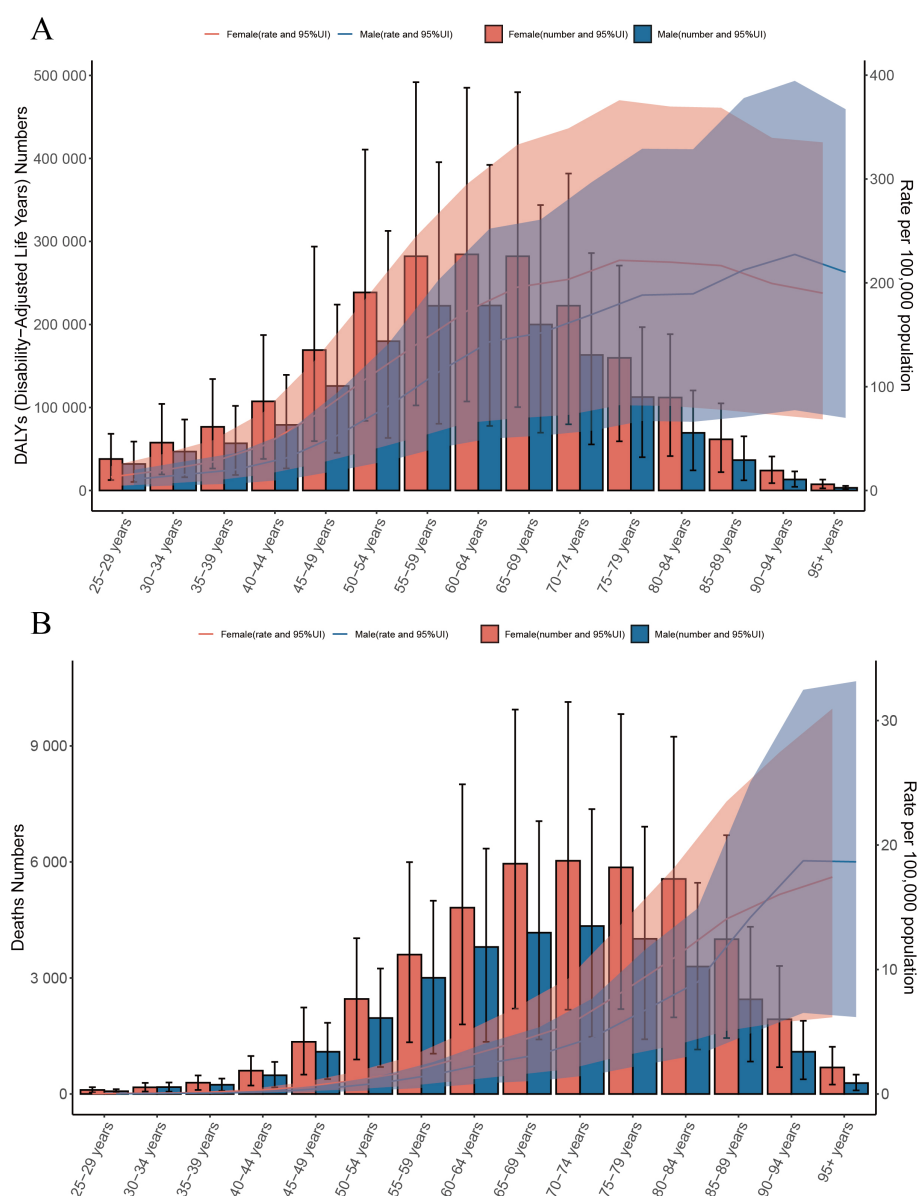 A
Female(rate and 95%UI) Male(rate and 95%UI) Female(number and 95%UI) Male(number and 95%UI)
DALYs (Disability−Adjusted Life Years) Numbers
500 000
400 000
300 000
200 000
100 000
0
400
300
200
100
0
Rate per 100,000 population
25−29 years
30−34 years
35−39 years
40−44 years
45−49 years
50−54 years
55−59 years
60−64 years
65−69 years
70−74 years
75−79 years
80−84 years
85−89 years
90−94 years
95+ years
B
Female(rate and 95%UI) Male(rate and 95%UI) Female(number and 95%UI) Male(number and 95%UI)
Deaths Numbers
9 000
6 000
3 000
0
30
20
10
0
Rate per 100,000 population
25−29 years
30−34 years
35−39 years
40−44 years
45−49 years
50−54 years
55−59 years
60−64 years
65−69 years
70−74 years
75−79 years
80−84 years
85−89 years
90−94 years
95+ years